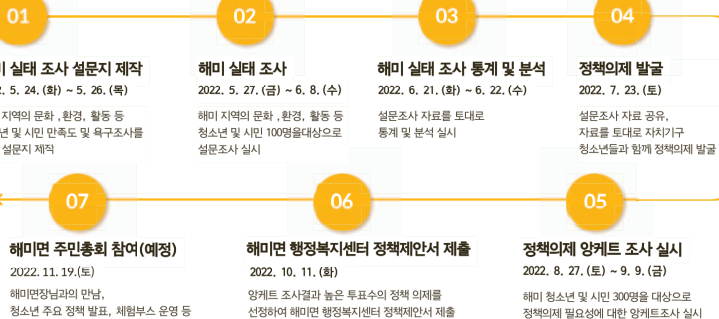 01
02
03
04
실태 조사 설문지 제작
해미 실태 조사
해미 실태 조사 통계 및 분석
정책의제 발굴
. 5. 24. (화) ~ 5. 26. (목)
2022. 5. 27. (금) ~ 6. 8. (수)
2022. 6. 21. (화) ~ 6. 22. (수)
2022. 7. 23. (토)
지역의 문화 , 환경, 활동 등
년 및 시민 만족도 및 욕구조사를
설문지 제작
해미 지역의 문화 , 환경, 활동 등
청소년 및 시민 100명을대상으로
설문조사 실시
설문조사 자료를 토대로
통계 및 분석 실시
설문조사 자료 공유,
자료를 토대로 자치기구
청소년들과 함께 정책의제 발굴
07
06
05
해미면 주민총회 참여(예정)
해미면 행정복지센터 정책제안서 제출
정책의제 앙케트 조사 실시
2022. 11. 19.(토)
2022. 10. 11. (화)
2022. 8. 27. (토) ~ 9. 9. (금)
해미면장님과의 만남,
청소년 주요 정책 발표, 체험부스 운영 등
앙케트 조사결과 높은 투표수의 정책 의제를
선정하여 해미면 행정복지센터 정책제안서 제출
해미 청소년 및 시민 300명을 대상으로
정책의제 필요성에 대한 앙케트조사 실시